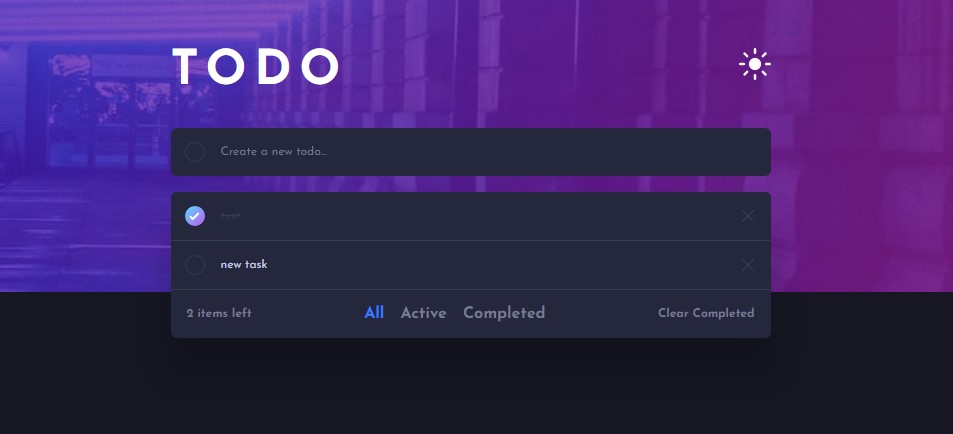 TODO
Create a new todo...
test
new task
2 items left All Active Completed Clear Completed